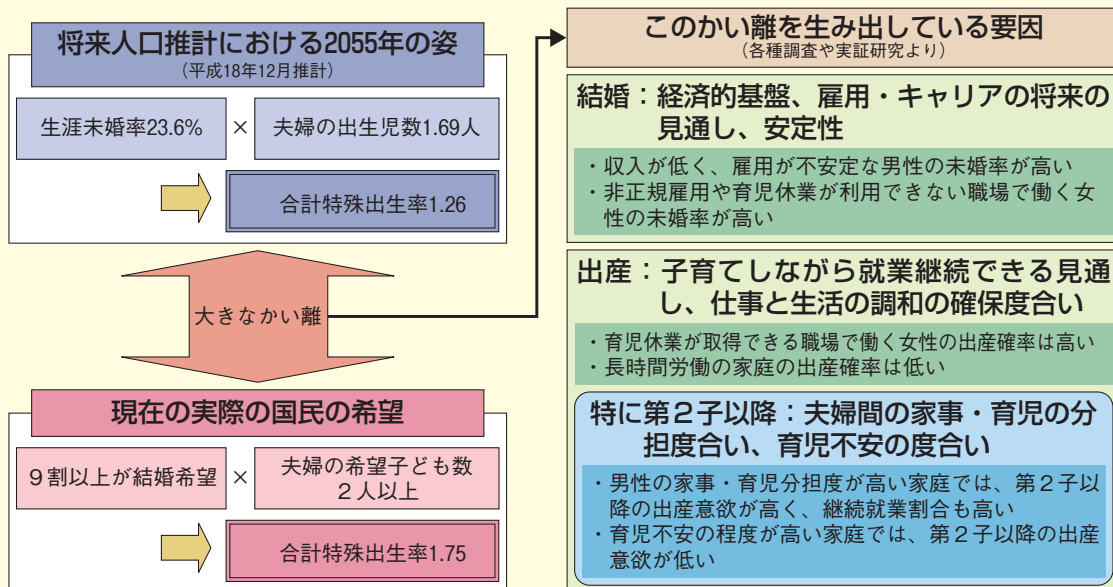 将来人口推計における2055年の姿
（平成18年12月推計）
生涯未婚率23.6%
×
夫婦の出生児数1.69人
合計特殊出生率1.26
大きなかい離
現在の実際の国民の希望
９割以上が結婚希望
×
夫婦の希望子ども数
２人以上
合計特殊出生率1.75
このかい離を生み出している要因
（各種調査や実証研究より）
結婚：経済的基盤、雇用・キャリアの将来の
見通し、安定性
・収入が低く、雇用が不安定な男性の未婚率が高い
・非正規雇用や育児休業が利用できない職場で働く女
性の未婚率が高い
出産：子育てしながら就業継続できる見通
し、仕事と生活の調和の確保度合い
・育児休業が取得できる職場で働く女性の出産確率は高い
・長時間労働の家庭の出産確率は低い
特に第２子以降：夫婦間の家事・育児の分
担度合い、育児不安の度合い
・男性の家事・育児分担度が高い家庭では、第２子以
降の出産意欲が高く、継続就業割合も高い
・育児不安の程度が高い家庭では、第２子以降の出産
意欲が低い